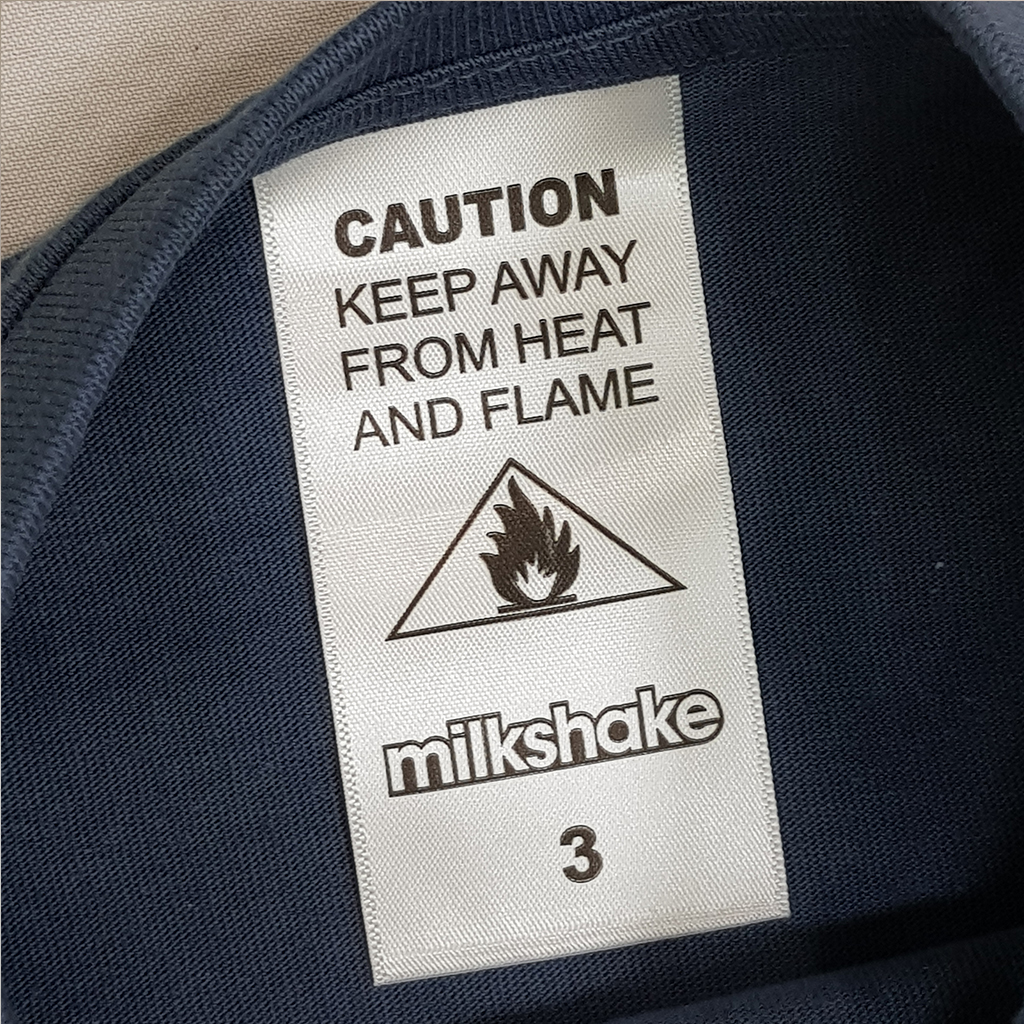 CAUTION
KEEP AWAY
FROM HEAT
AND FLAME
milkshake
3